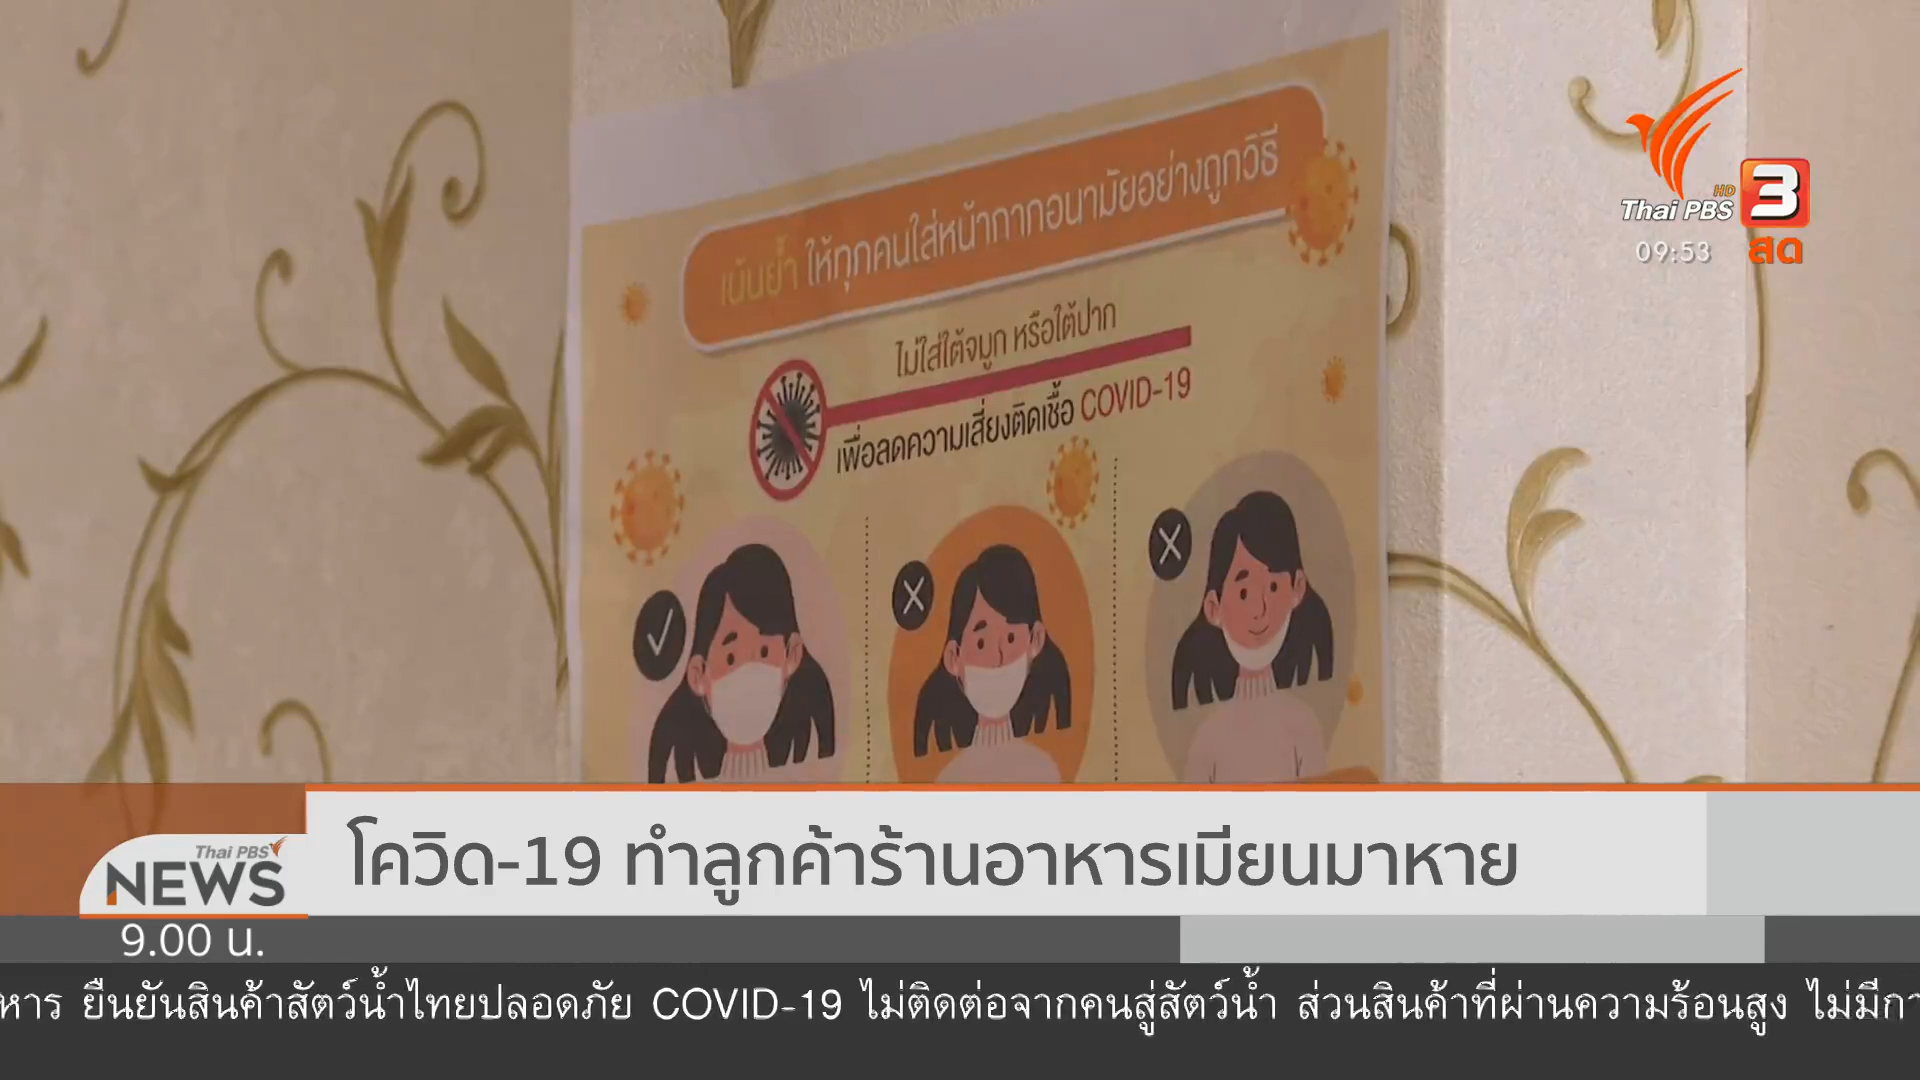 เน้นย้ำ ให้ทุกคนใส่หน้ากากอนามัยอย่างถูกวิธี
ไม่ใส่ใต้จมูก หรือใต้ปาก
เพื่อลดความเสี่ยงติดเชื้อ COVID-19
HD
Thai PBS 3
09:53 สด
Thai PBS
NEWS
โควิด-19 ทำลูกค้าร้านอาหารเมียนมาหาย
9.00 น.
หาร ยืนยันสินค้าสัตว์น้ำไทยปลอดภัย COVID-19 ไม่ติดต่อจากคนสู่สัตว์น้ำ ส่วนสินค้าที่ผ่านความร้อนสูง ไม่มีกา